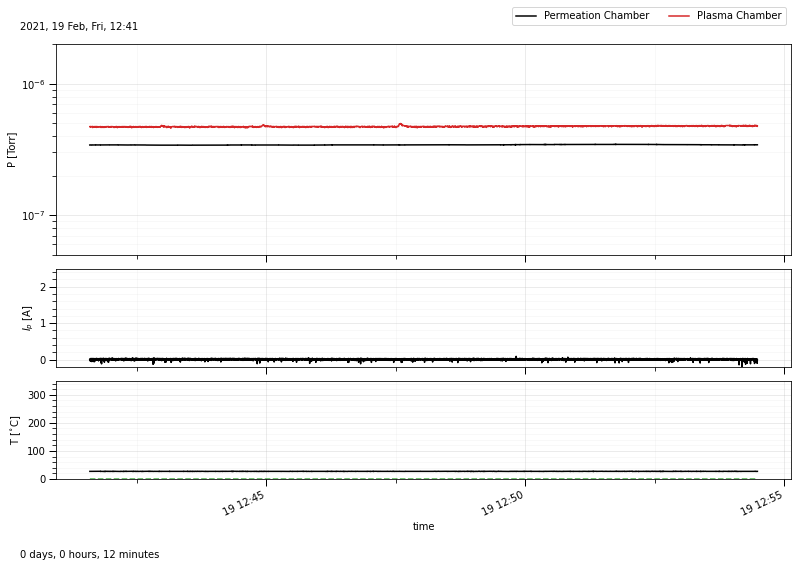 2021, 19 Feb, Fri, 12:41
Permeation Chamber
Plasma Chamber
P [Torr]
10⁻⁶
10⁻⁷
Iₚ [A]
2
1
0
T [°C]
300
200
100
0
19 12:45
19 12:50
19 12:55
time
0 days, 0 hours, 12 minutes